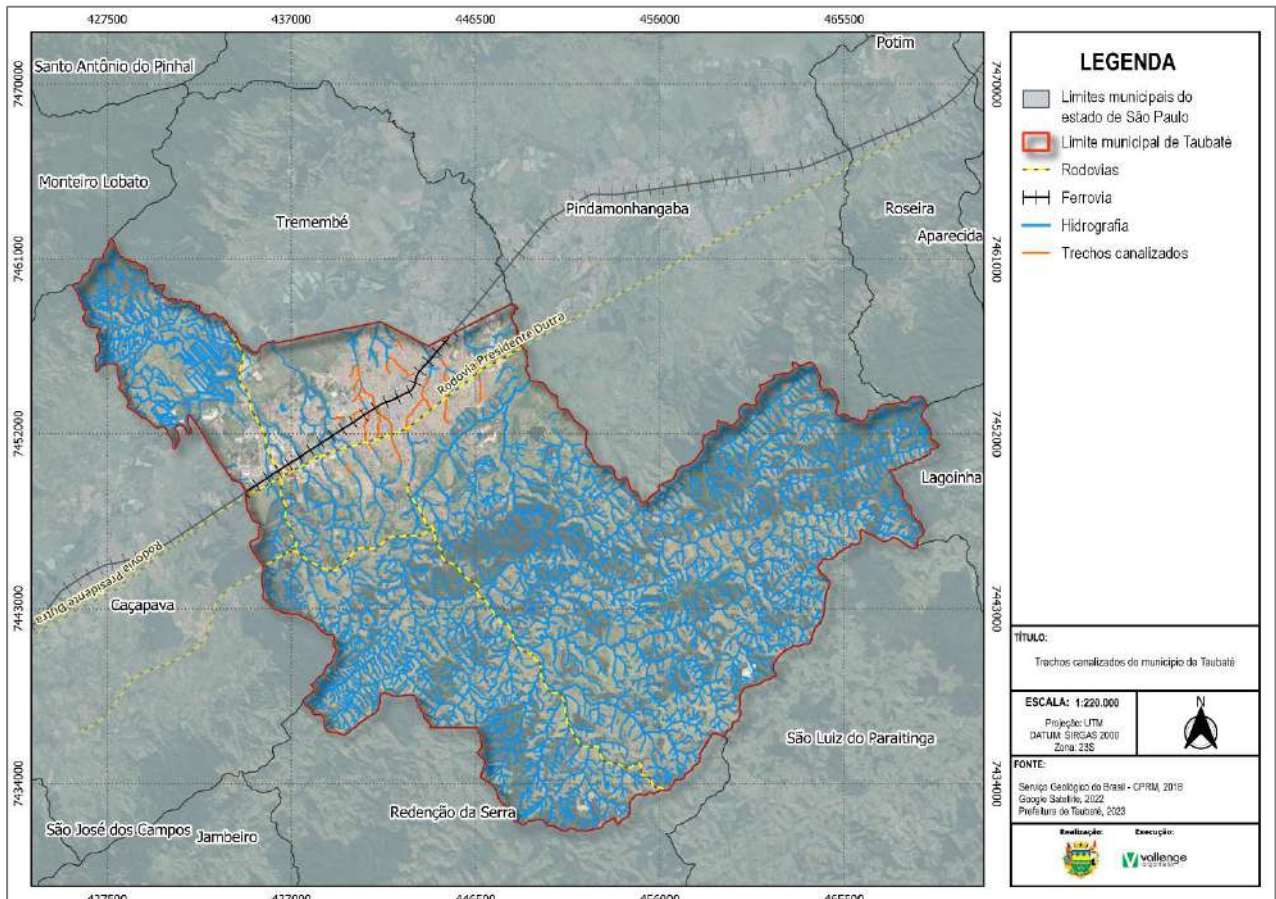 427500 437000 446500 456000 465500
Potim
Santo Antônio do Pinhal
7470000
7470000
Monteiro Lobato
Tremembé
Pindamonhangaba
Roseira
Aparecida
7461000
7461000
Rodovia Presidente Dutra
7452000
7452000
Lagoinha
Rodovia Presidente Dutra
Caçapava
7443000
7443000
São Luiz do Paraitinga
7434000
7434000
Redenção da Serra
São José dos Campos
Jambeiro
427500 437000 446500 456000 465500
LEGENDA
Limites municipais do
estado de São Paulo
Limite municipal de Taubaté
Rodovias
Ferrovia
Hidrografia
Trechos canalizados
TÍTULO:
Trechos canalizados do município de Taubaté
ESCALA: 1:220.000
Projeção: UTM
DATUM: SIRGAS 2000
Zona: 23S
N
FONTE:
Serviço Geológico do Brasil - CPRM, 2018
Google Satellite, 2022
Prefeitura de Taubaté, 2023
Realização: Execução:
vallenge